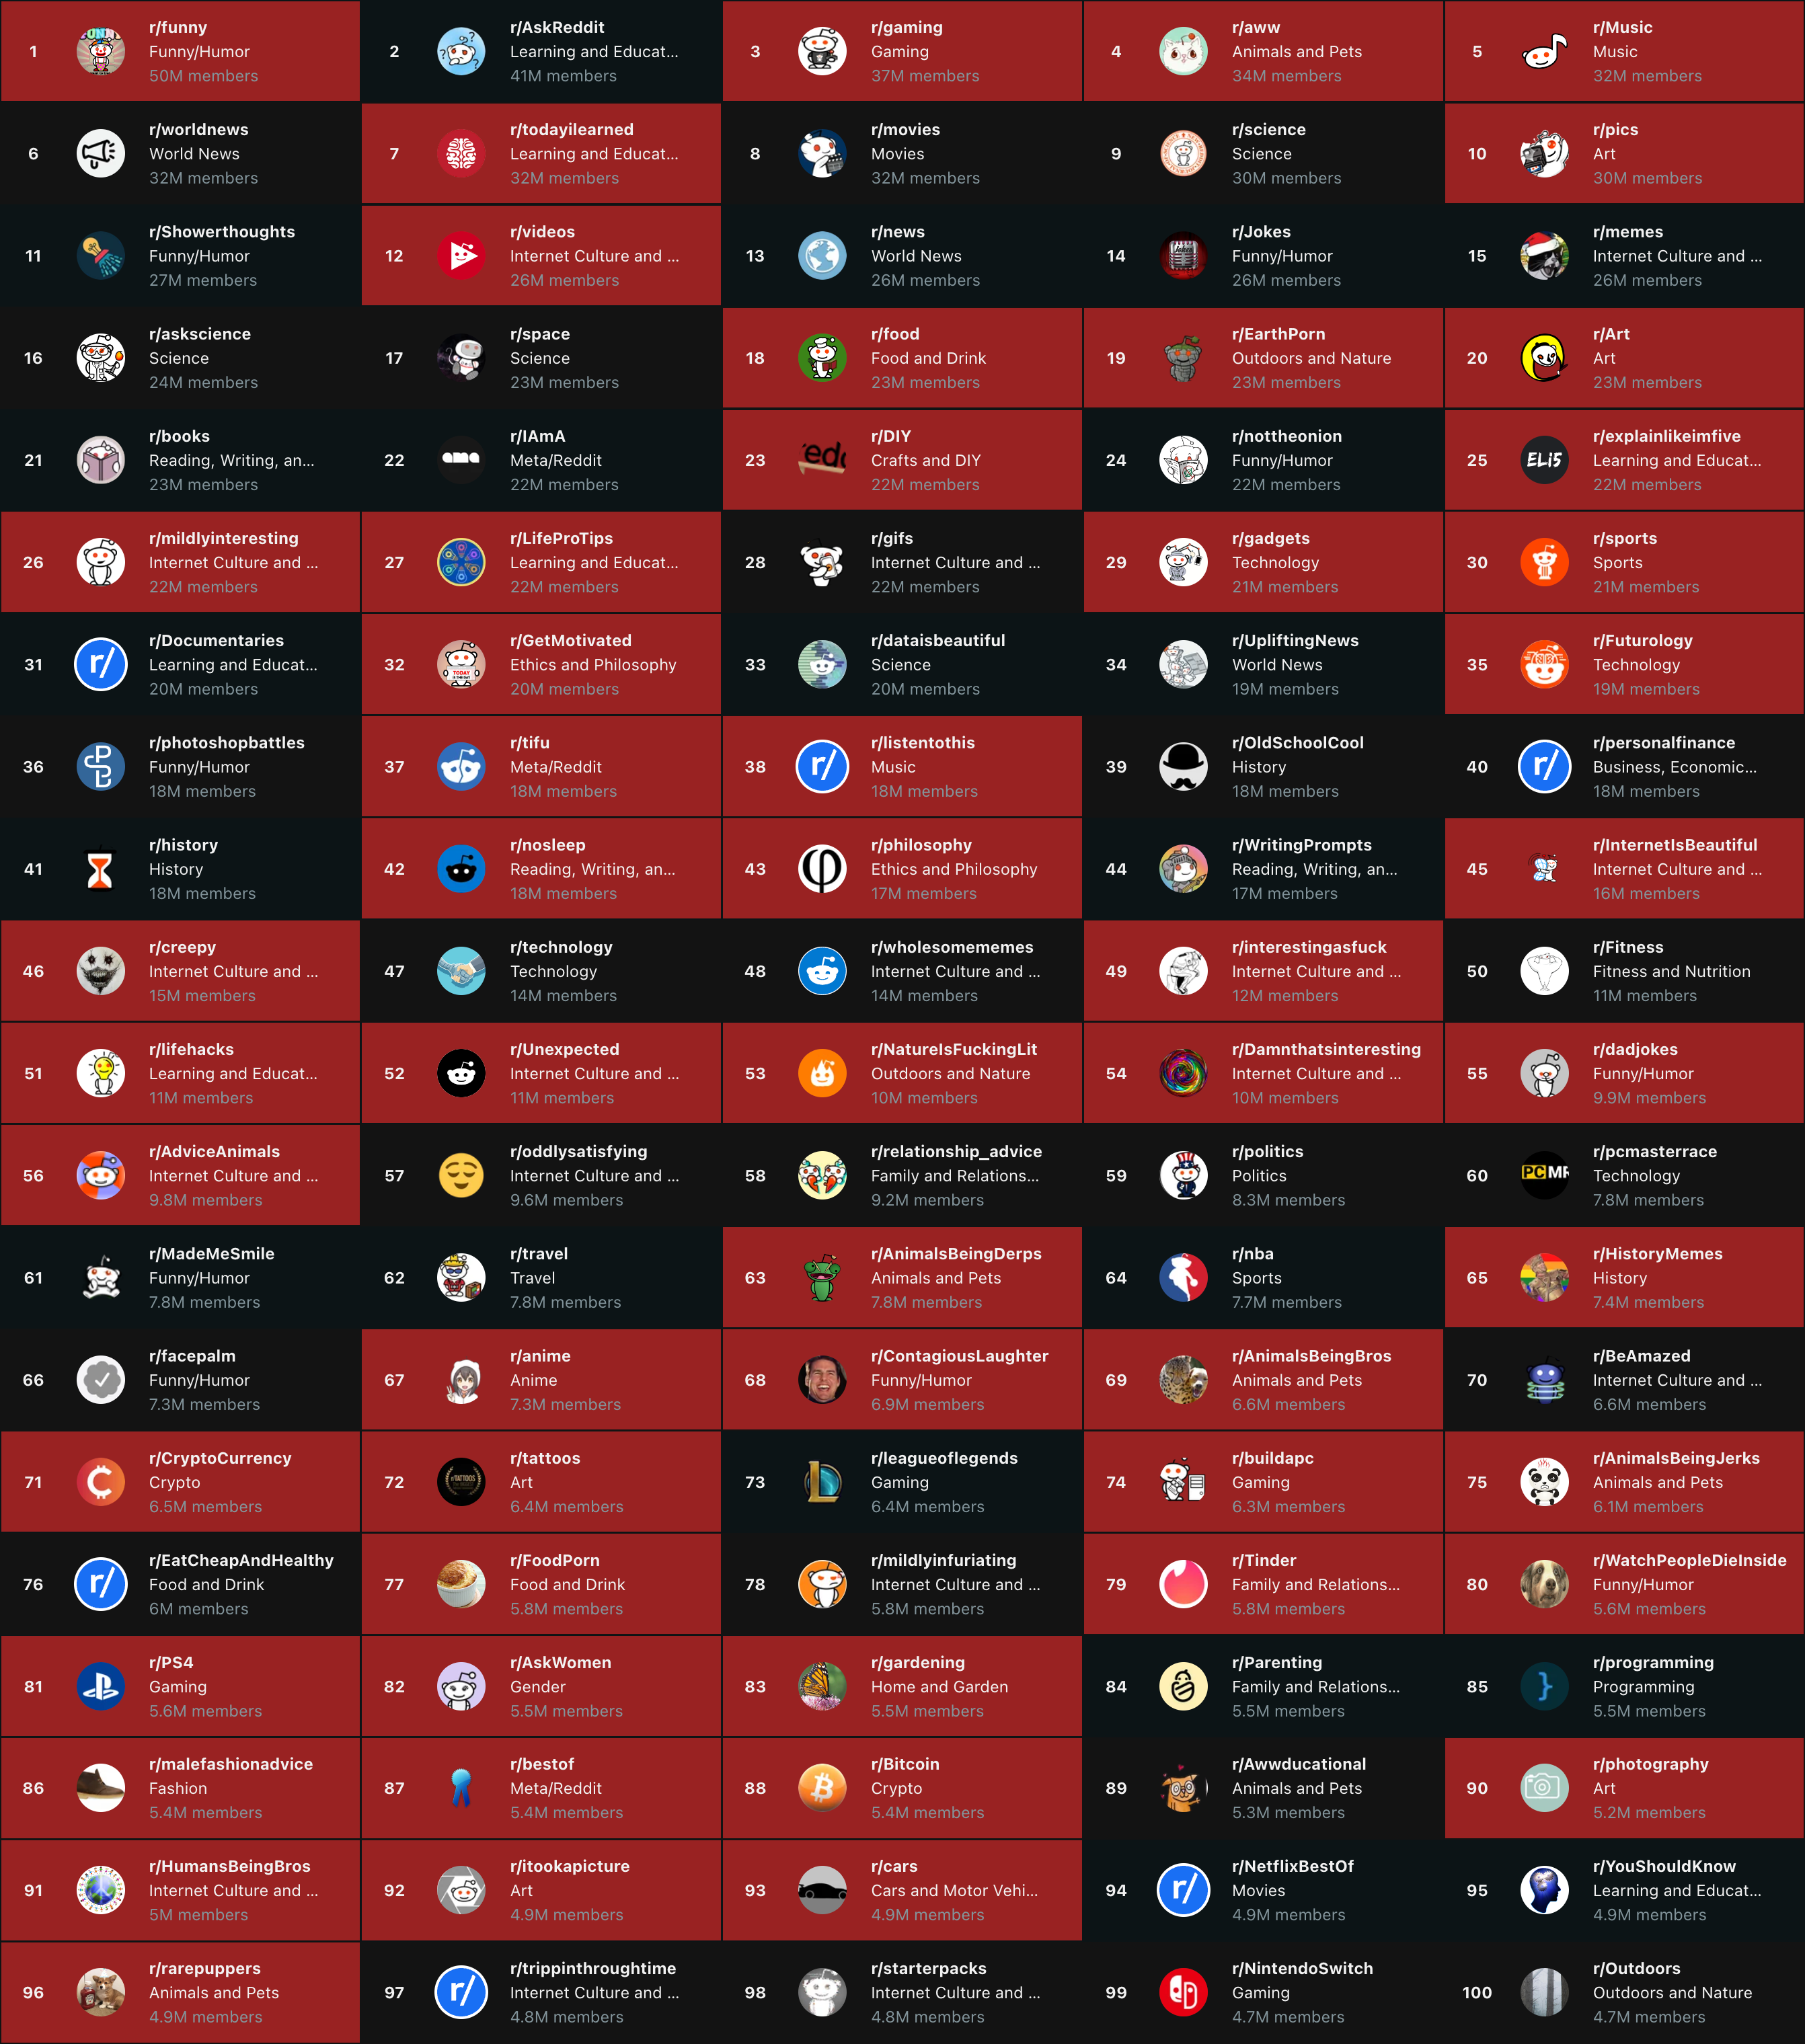 1
r/funny
Funny/Humor
50M members
2
r/AskReddit
Learning and Educat...
41M members
3
r/gaming
Gaming
37M members
4
r/aww
Animals and Pets
34M members
5
r/Music
Music
32M members
6
r/worldnews
World News
32M members
7
r/todayilearned
Learning and Educat...
32M members
8
r/movies
Movies
32M members
9
r/science
Science
30M members
10
r/pics
Art
30M members
11
r/Showerthoughts
Funny/Humor
27M members
12
r/videos
Internet Culture and ...
26M members
13
r/news
World News
26M members
14
r/Jokes
Funny/Humor
26M members
15
r/memes
Internet Culture and ...
26M members
16
r/askscience
Science
24M members
17
r/space
Science
23M members
18
r/food
Food and Drink
23M members
19
r/EarthPorn
Outdoors and Nature
23M members
20
r/Art
Art
23M members
21
r/books
Reading, Writing, an...
23M members
22
ama
r/IAmA
Meta/Reddit
22M members
23
r/DIY
Crafts and DIY
22M members
24
r/nottheonion
Funny/Humor
22M members
25
ELi5
r/explainlikeimfive
Learning and Educat...
22M members
26
r/mildlyinteresting
Internet Culture and ...
22M members
27
r/LifeProTips
Learning and Educat...
22M members
28
r/gifs
Internet Culture and ...
22M members
29
r/gadgets
Technology
21M members
30
r/sports
Sports
21M members
31
r/
r/Documentaries
Learning and Educat...
20M members
32
TODAY
r/GetMotivated
Ethics and Philosophy
20M members
33
r/dataisbeautiful
Science
20M members
34
r/UpliftingNews
World News
19M members
35
r/Futurology
Technology
19M members
36
r/photoshopbattles
Funny/Humor
18M members
37
r/tifu
Meta/Reddit
18M members
38
r/
r/listentothis
Music
18M members
39
r/OldSchoolCool
History
18M members
40
r/
r/personalfinance
Business, Economic...
18M members
41
r/history
History
18M members
42
r/nosleep
Reading, Writing, an...
18M members
43
r/philosophy
Ethics and Philosophy
17M members
44
r/WritingPrompts
Reading, Writing, an...
17M members
45
r/InternetIsBeautiful
Internet Culture and ...
16M members
46
r/creepy
Internet Culture and ...
15M members
47
r/technology
Technology
14M members
48
r/wholesomememes
Internet Culture and ...
14M members
49
r/interestingasfuck
Internet Culture and ...
12M members
50
r/Fitness
Fitness and Nutrition
11M members
51
r/lifehacks
Learning and Educat...
11M members
52
r/Unexpected
Internet Culture and ...
11M members
53
r/NatureIsFuckingLit
Outdoors and Nature
10M members
54
r/Damnthatsinteresting
Internet Culture and ...
10M members
55
r/dadjokes
Funny/Humor
9.9M members
56
r/AdviceAnimals
Internet Culture and ...
9.8M members
57
r/oddlysatisfying
Internet Culture and ...
9.6M members
58
r/relationship_advice
Family and Relations...
9.2M members
59
r/politics
Politics
8.3M members
60
r/pcmasterrace
Technology
7.8M members
61
r/MadeMeSmile
Funny/Humor
7.8M members
62
r/travel
Travel
7.8M members
63
r/AnimalsBeingDerps
Animals and Pets
7.8M members
64
r/nba
Sports
7.7M members
65
r/HistoryMemes
History
7.4M members
66
r/facepalm
Funny/Humor
7.3M members
67
r/anime
Anime
7.3M members
68
r/ContagiousLaughter
Funny/Humor
6.9M members
69
r/AnimalsBeingBros
Animals and Pets
6.6M members
70
r/BeAmazed
Internet Culture and ...
6.6M members
71
r/CryptoCurrency
Crypto
6.5M members
72
r/tattoos
Art
6.4M members
73
r/leagueoflegends
Gaming
6.4M members
74
r/buildapc
Gaming
6.3M members
75
r/AnimalsBeingJerks
Animals and Pets
6.1M members
76
r/
r/EatCheapAndHealthy
Food and Drink
6M members
77
r/FoodPorn
Food and Drink
5.8M members
78
r/mildlyinfuriating
Internet Culture and ...
5.8M members
79
r/Tinder
Family and Relations...
5.8M members
80
r/WatchPeopleDieInside
Funny/Humor
5.6M members
81
r/PS4
Gaming
5.6M members
82
r/AskWomen
Gender
5.5M members
83
r/gardening
Home and Garden
5.5M members
84
r/Parenting
Family and Relations...
5.5M members
85
r/programming
Programming
5.5M members
86
r/malefashionadvice
Fashion
5.4M members
87
r/bestof
Meta/Reddit
5.4M members
88
r/Bitcoin
Crypto
5.4M members
89
r/Awwducational
Animals and Pets
5.3M members
90
r/photography
Art
5.2M members
91
r/HumansBeingBros
Internet Culture and ...
5M members
92
r/itookapicture
Art
4.9M members
93
r/cars
Cars and Motor Vehi...
4.9M members
94
r/
r/NetflixBestOf
Movies
4.9M members
95
r/YouShouldKnow
Learning and Educat...
4.9M members
96
r/rarepuppers
Animals and Pets
4.9M members
97
r/
r/trippinthroughtime
Internet Culture and ...
4.8M members
98
r/starterpacks
Internet Culture and ...
4.8M members
99
r/NintendoSwitch
Gaming
4.7M members
100
r/Outdoors
Outdoors and Nature
4.7M members